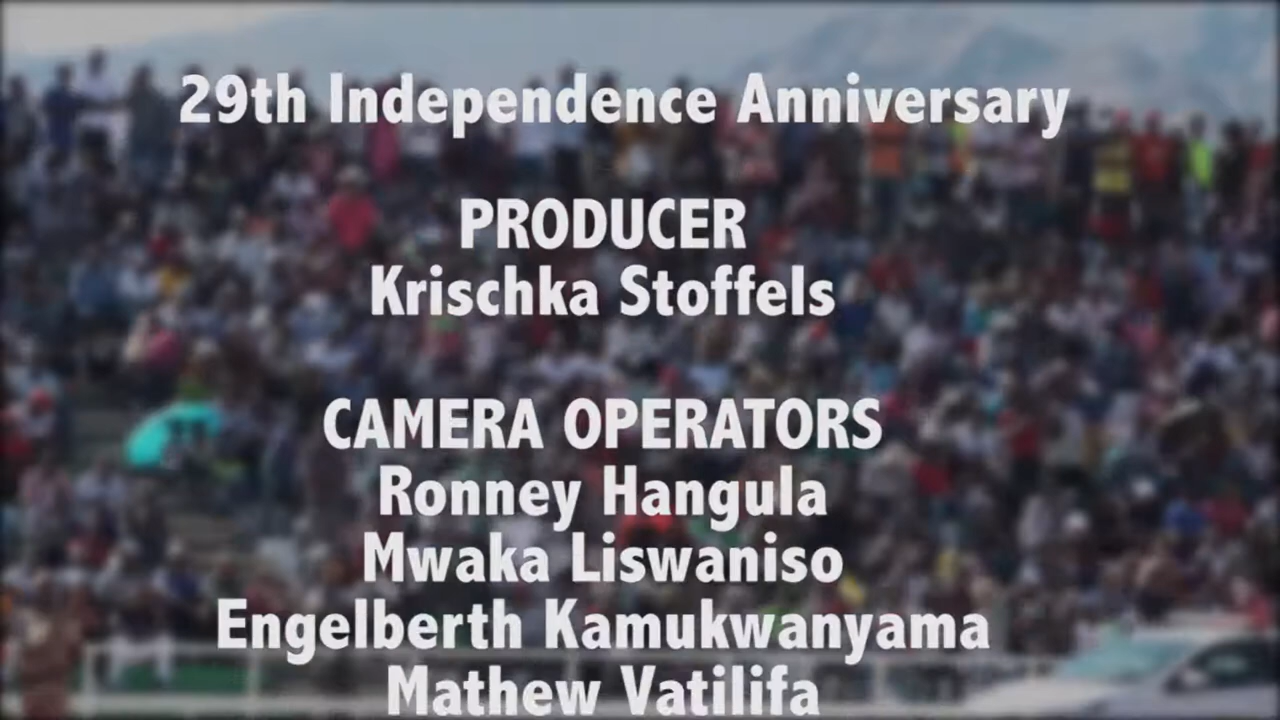 29th Independence Anniversary
PRODUCER
Krischka Stoffels
CAMERA OPERATORS
Ronney Hangula
Mwaka Liswaniso
Engelberth Kamukwanyama
Mathew Vatilifa